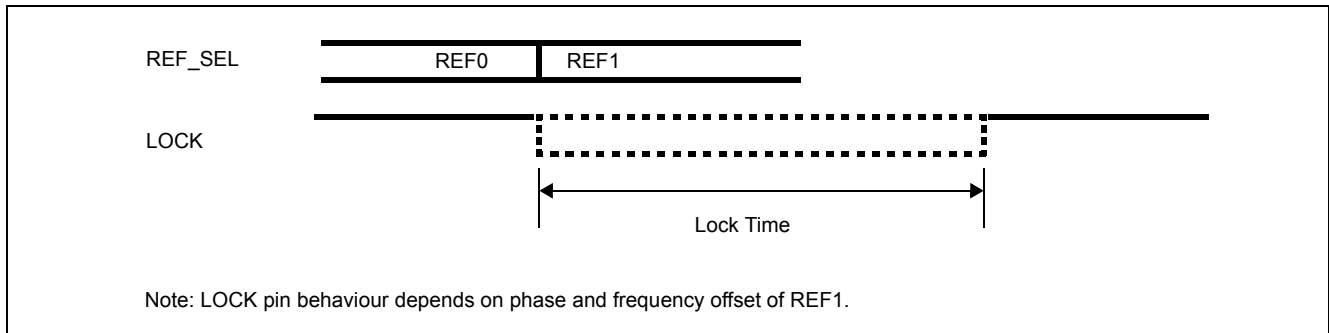 REF_SEL
REF0
REF1
LOCK
Lock Time
Note: LOCK pin behaviour depends on phase and frequency offset of REF1.